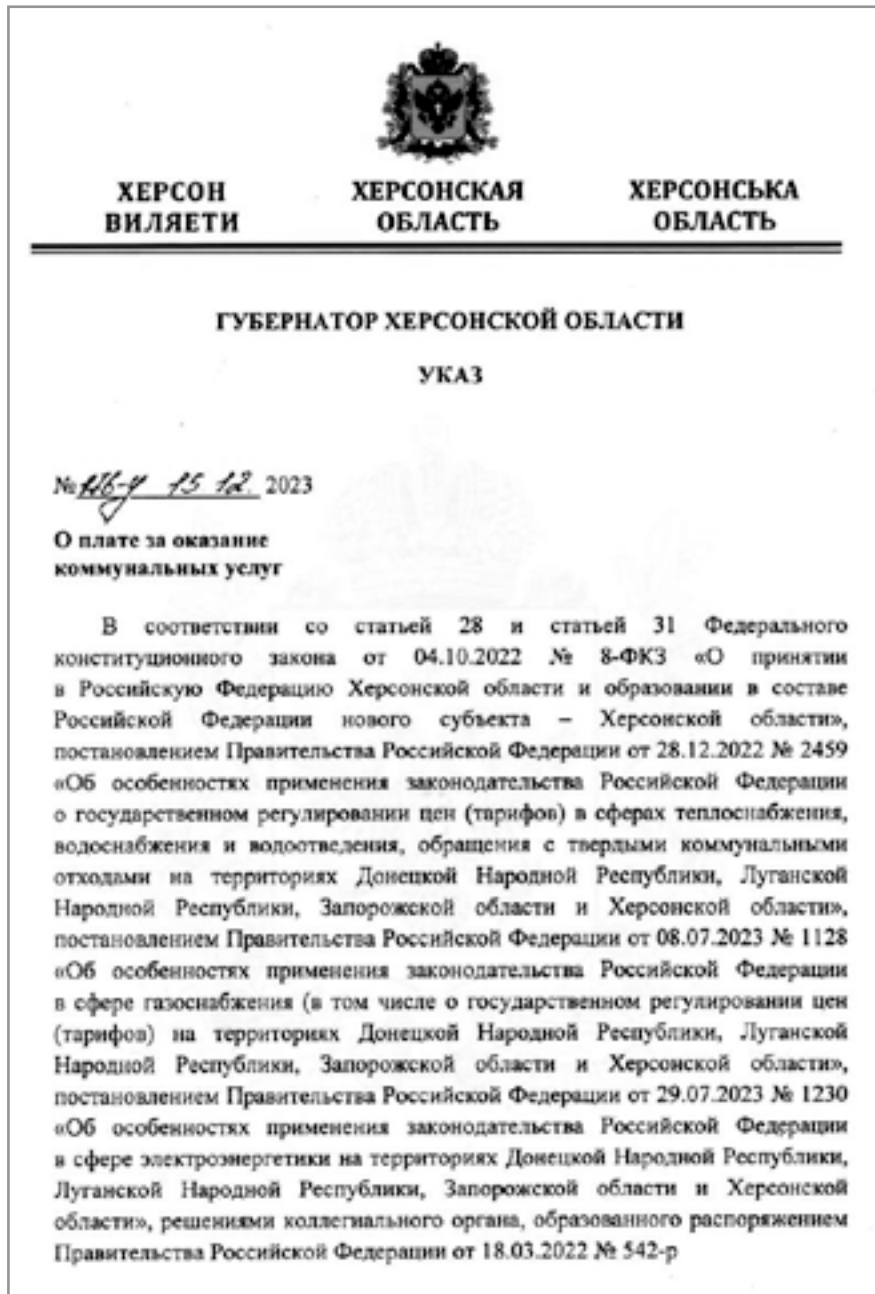 ХЕРСОН ВИЛЯЕТИ
ХЕРСОНСКАЯ ОБЛАСТЬ
ХЕРСОНСЬКА ОБЛАСТЬ
ГУБЕРНАТОР ХЕРСОНСКОЙ ОБЛАСТИ
УКАЗ
№ 15 12. 2023
О плате за оказание
коммунальных услуг
В соответствии со статьей 28 и статьей 31 Федерального
конституционного закона от 04.10.2022 № 8-ФКЗ «О принятии
в Российскую Федерацию Херсонской области и образовании в составе
Российской Федерации нового субъекта – Херсонской области»,
постановлением Правительства Российской Федерации от 28.12.2022 № 2459
«Об особенностях применения законодательства Российской Федерации
о государственном регулировании цен (тарифов) в сферах теплоснабжения,
водоснабжения и водоотведения, обращения с твердыми коммунальными
отходами на территориях Донецкой Народной Республики, Луганской
Народной Республики, Запорожской области и Херсонской области»,
постановлением Правительства Российской Федерации от 08.07.2023 № 1128
«Об особенностях применения законодательства Российской Федерации
в сфере газоснабжения (в том числе о государственном регулировании цен
(тарифов) на территориях Донецкой Народной Республики, Луганской
Народной Республики, Запорожской области и Херсонской области»,
постановлением Правительства Российской Федерации от 29.07.2023 № 1230
«Об особенностях применения законодательства Российской Федерации
в сфере электроэнергетики на территориях Донецкой Народной Республики,
Луганской Народной Республики, Запорожской области и Херсонской
области», решениями коллегиального органа, образованного распоряжением
Правительства Российской Федерации от 18.03.2022 № 542-р